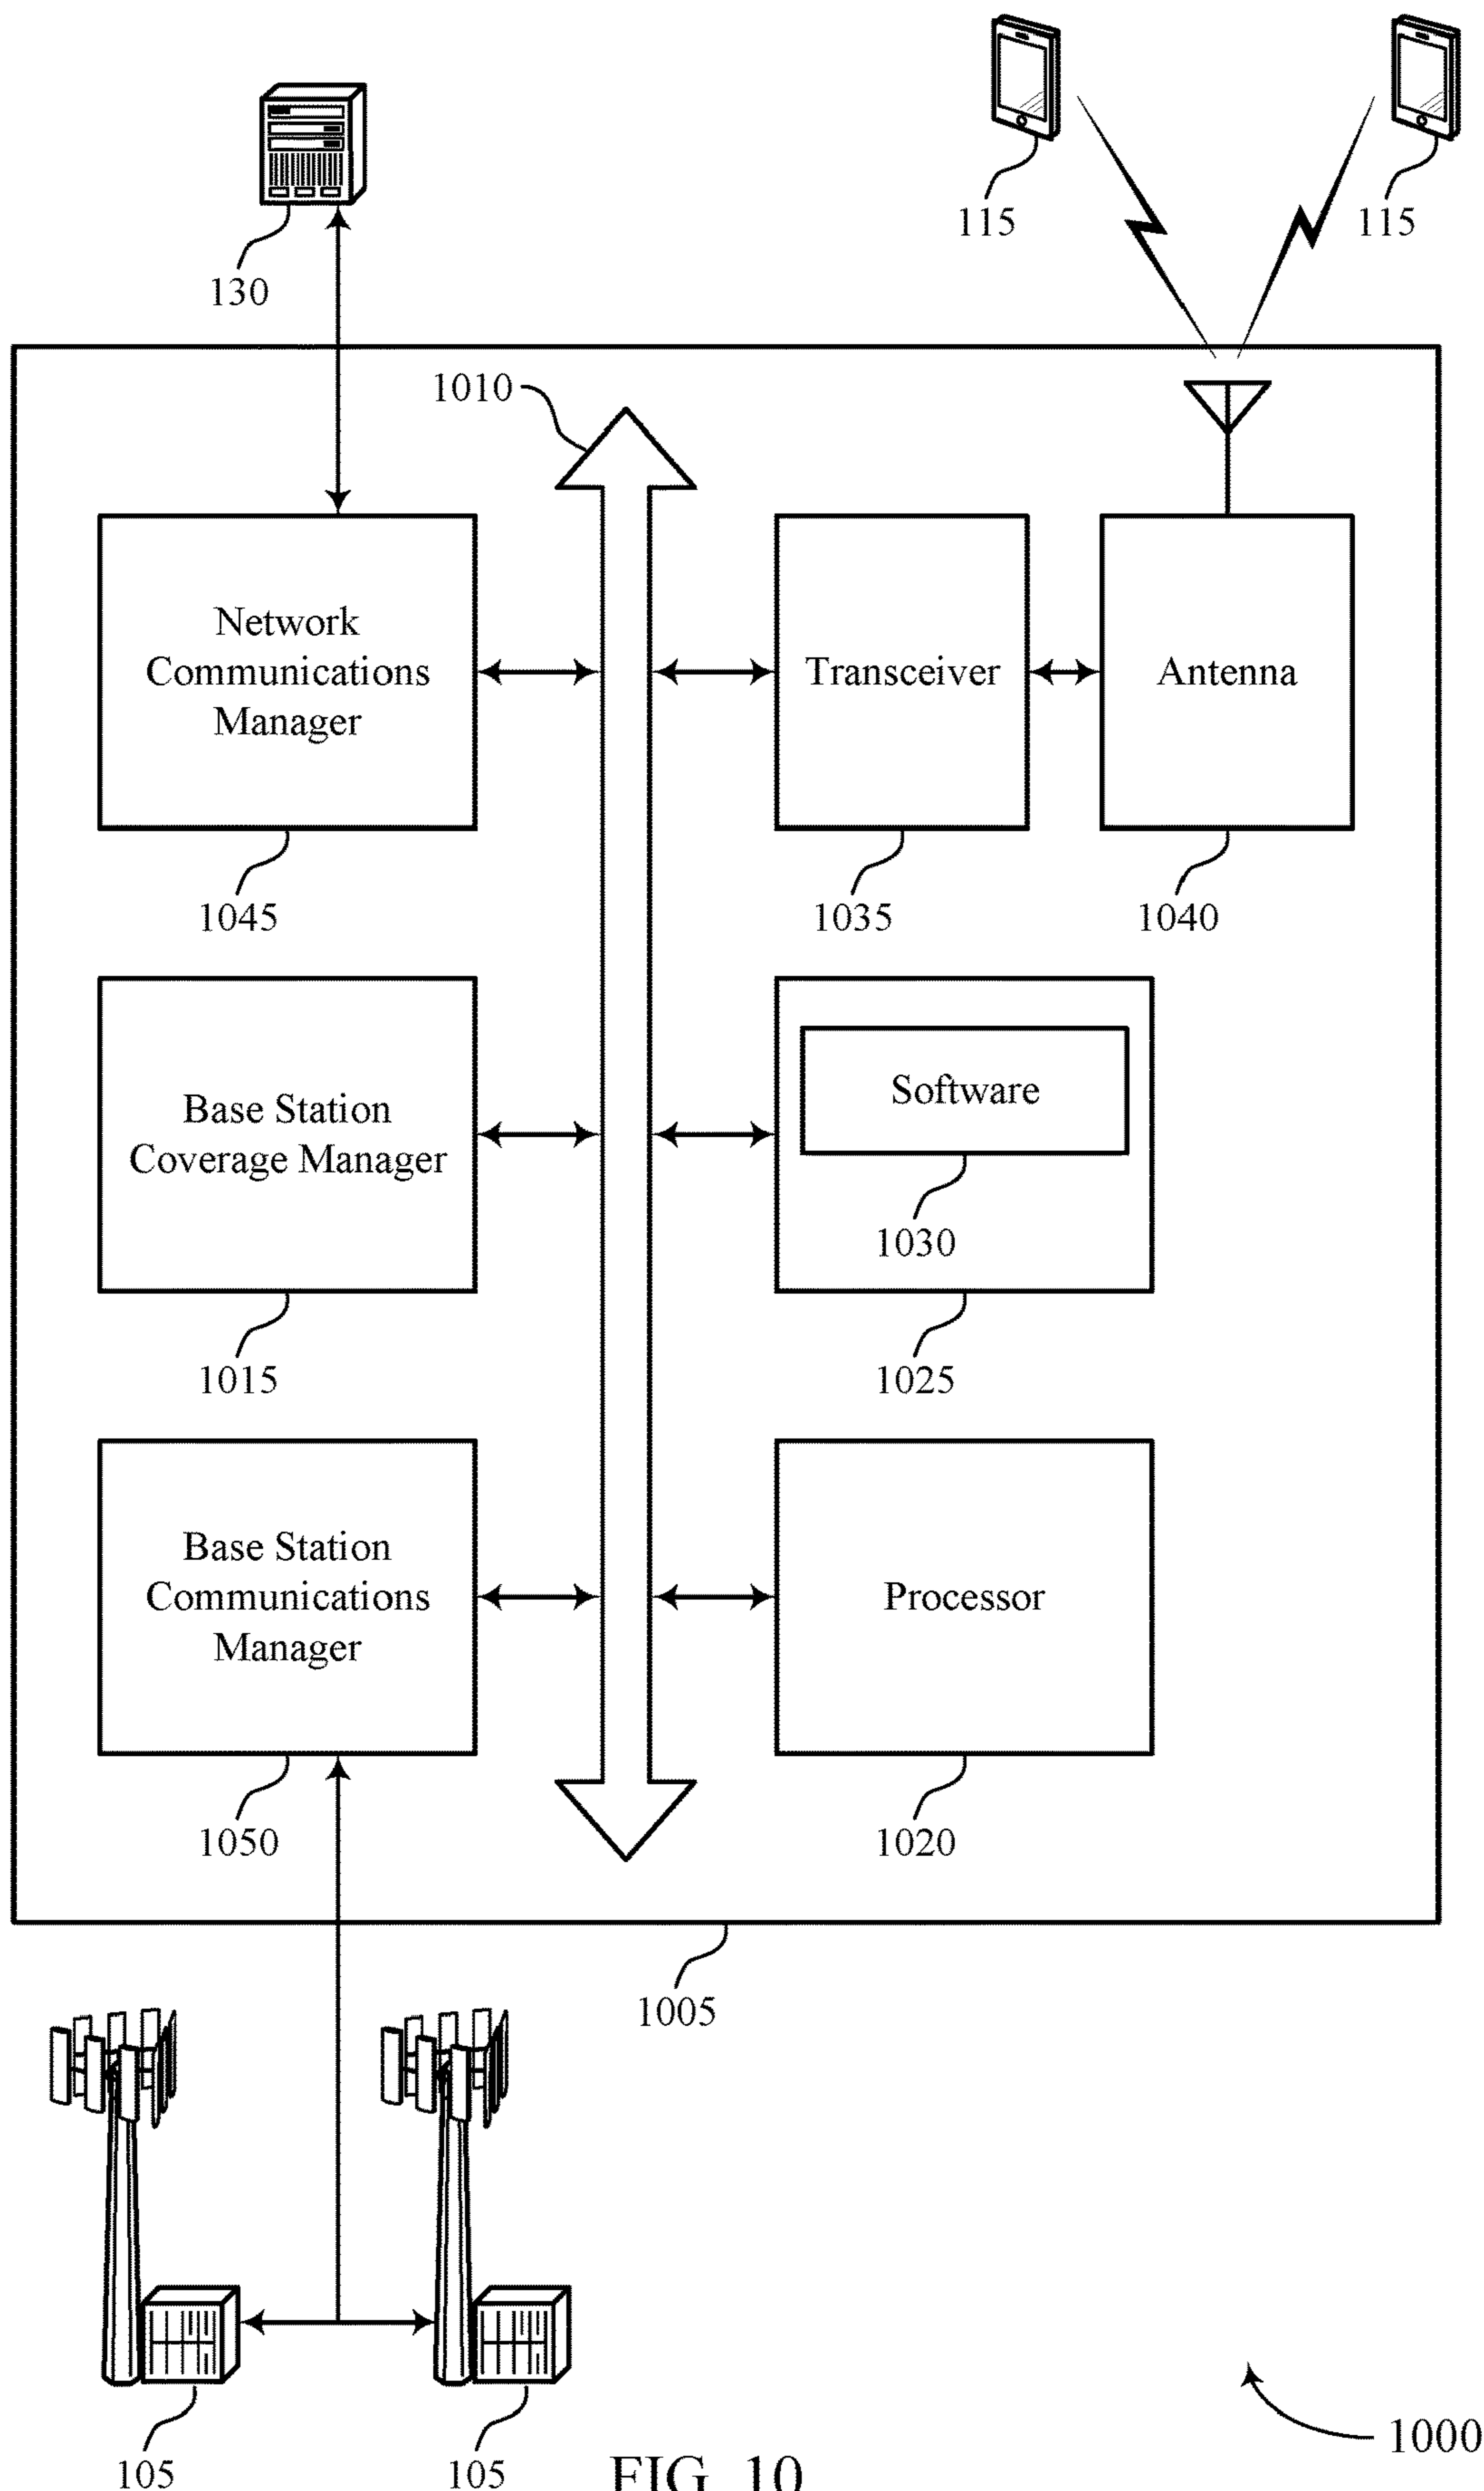 115
115
130
1010
Network
Communications
Manager
Transceiver
Antenna
1045
1035
1040
Base Station
Coverage Manager
Software
1030
1015
1025
Base Station
Communications
Manager
Processor
1050
1020
1005
105
105
FIG. 10
1000